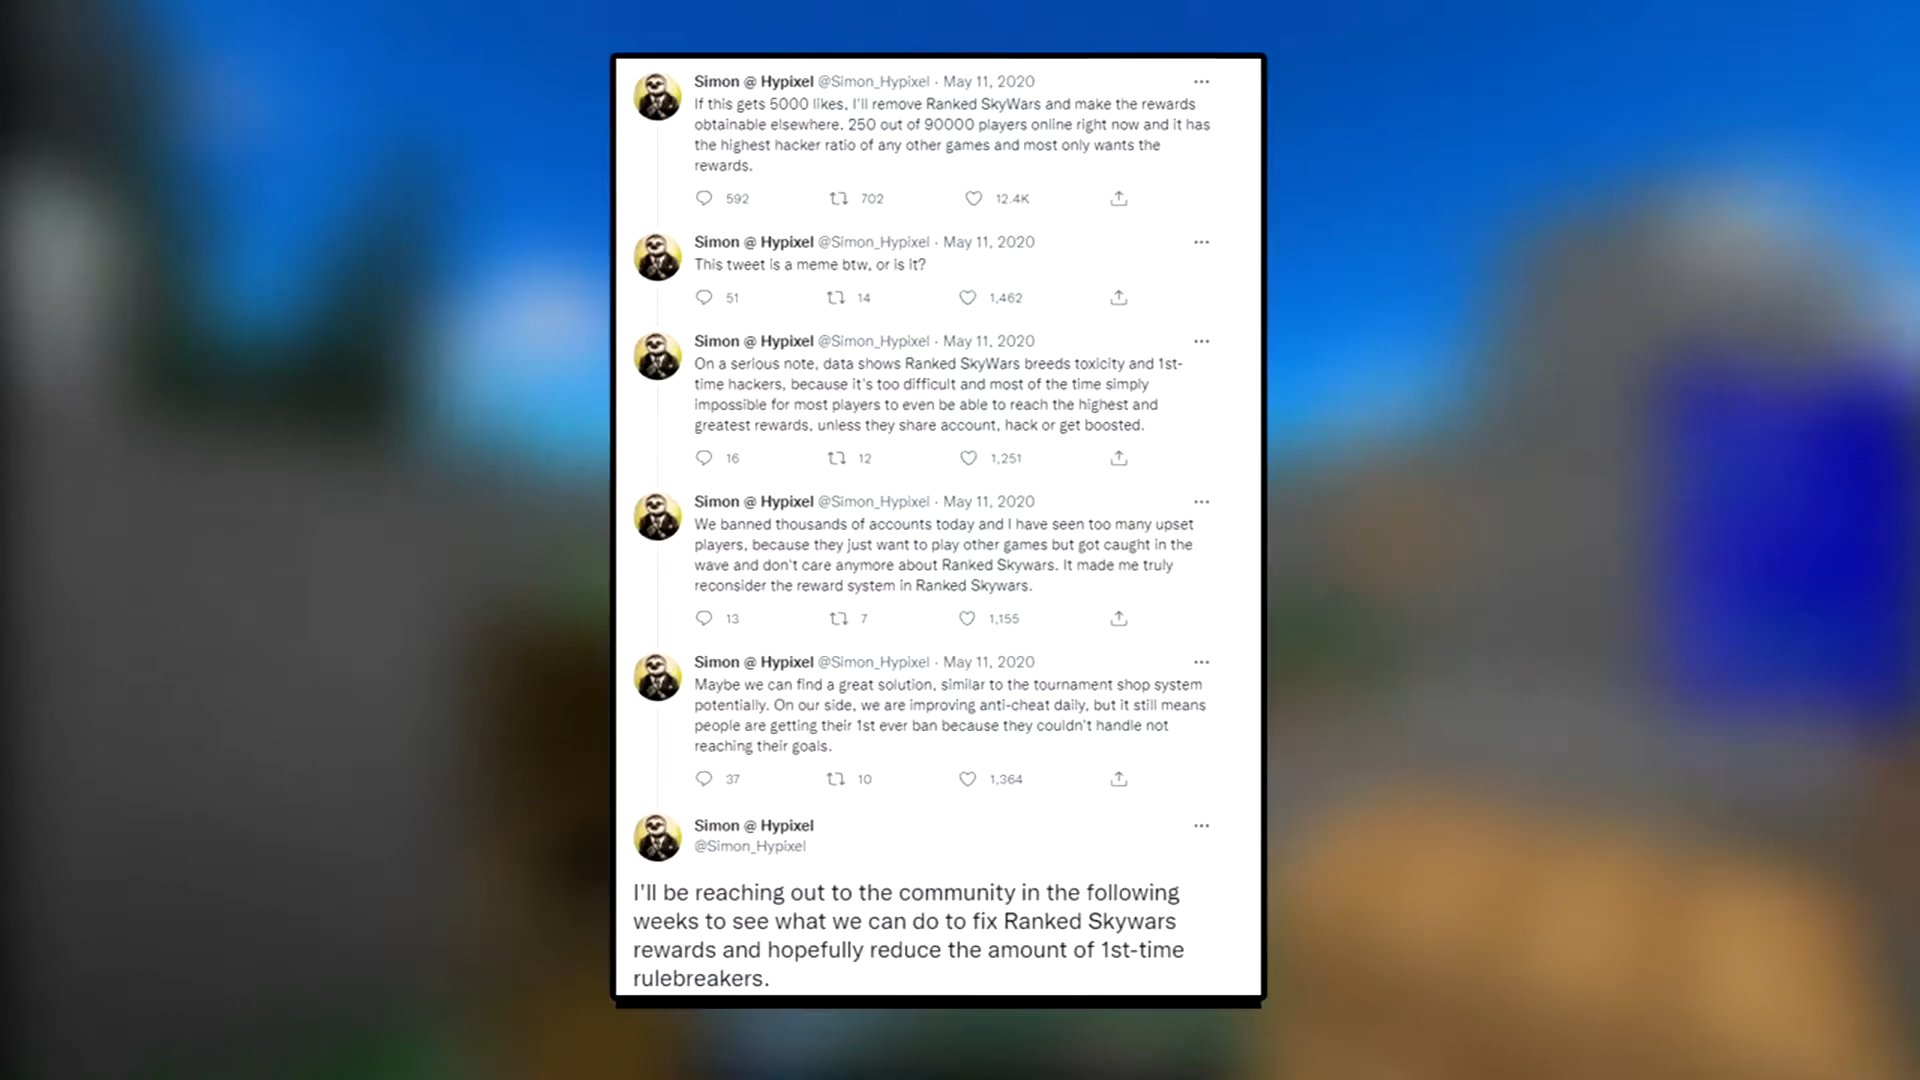 Simon @ Hypixel @Simon_Hypixel · May 11, 2020
If this gets 5000 likes, I'll remove Ranked SkyWars and make the rewards
obtainable elsewhere. 250 out of 90000 players online right now and it has
the highest hacker ratio of any other games and most only wants the
rewards.
592 702 12.4K
Simon @ Hypixel @Simon_Hypixel · May 11, 2020
This tweet is a meme btw, or is it?
51 14 1,462
Simon @ Hypixel @Simon_Hypixel · May 11, 2020
On a serious note, data shows Ranked SkyWars breeds toxicity and 1st-
time hackers, because it's too difficult and most of the time simply
impossible for most players to even be able to reach the highest and
greatest rewards, unless they share account, hack or get boosted.
16 12 1,251
Simon @ Hypixel @Simon_Hypixel · May 11, 2020
We banned thousands of accounts today and I have seen too many upset
players, because they just want to play other games but got caught in the
wave and don't care anymore about Ranked Skywars. It made me truly
reconsider the reward system in Ranked Skywars.
13 7 1,155
Simon @ Hypixel @Simon_Hypixel · May 11, 2020
Maybe we can find a great solution, similar to the tournament shop system
potentially. On our side, we are improving anti-cheat daily, but it still means
people are getting their 1st ever ban because they couldn't handle not
reaching their goals.
37 10 1,364
Simon @ Hypixel
@Simon_Hypixel
I'll be reaching out to the community in the following
weeks to see what we can do to fix Ranked Skywars
rewards and hopefully reduce the amount of 1st-time
rulebreakers.